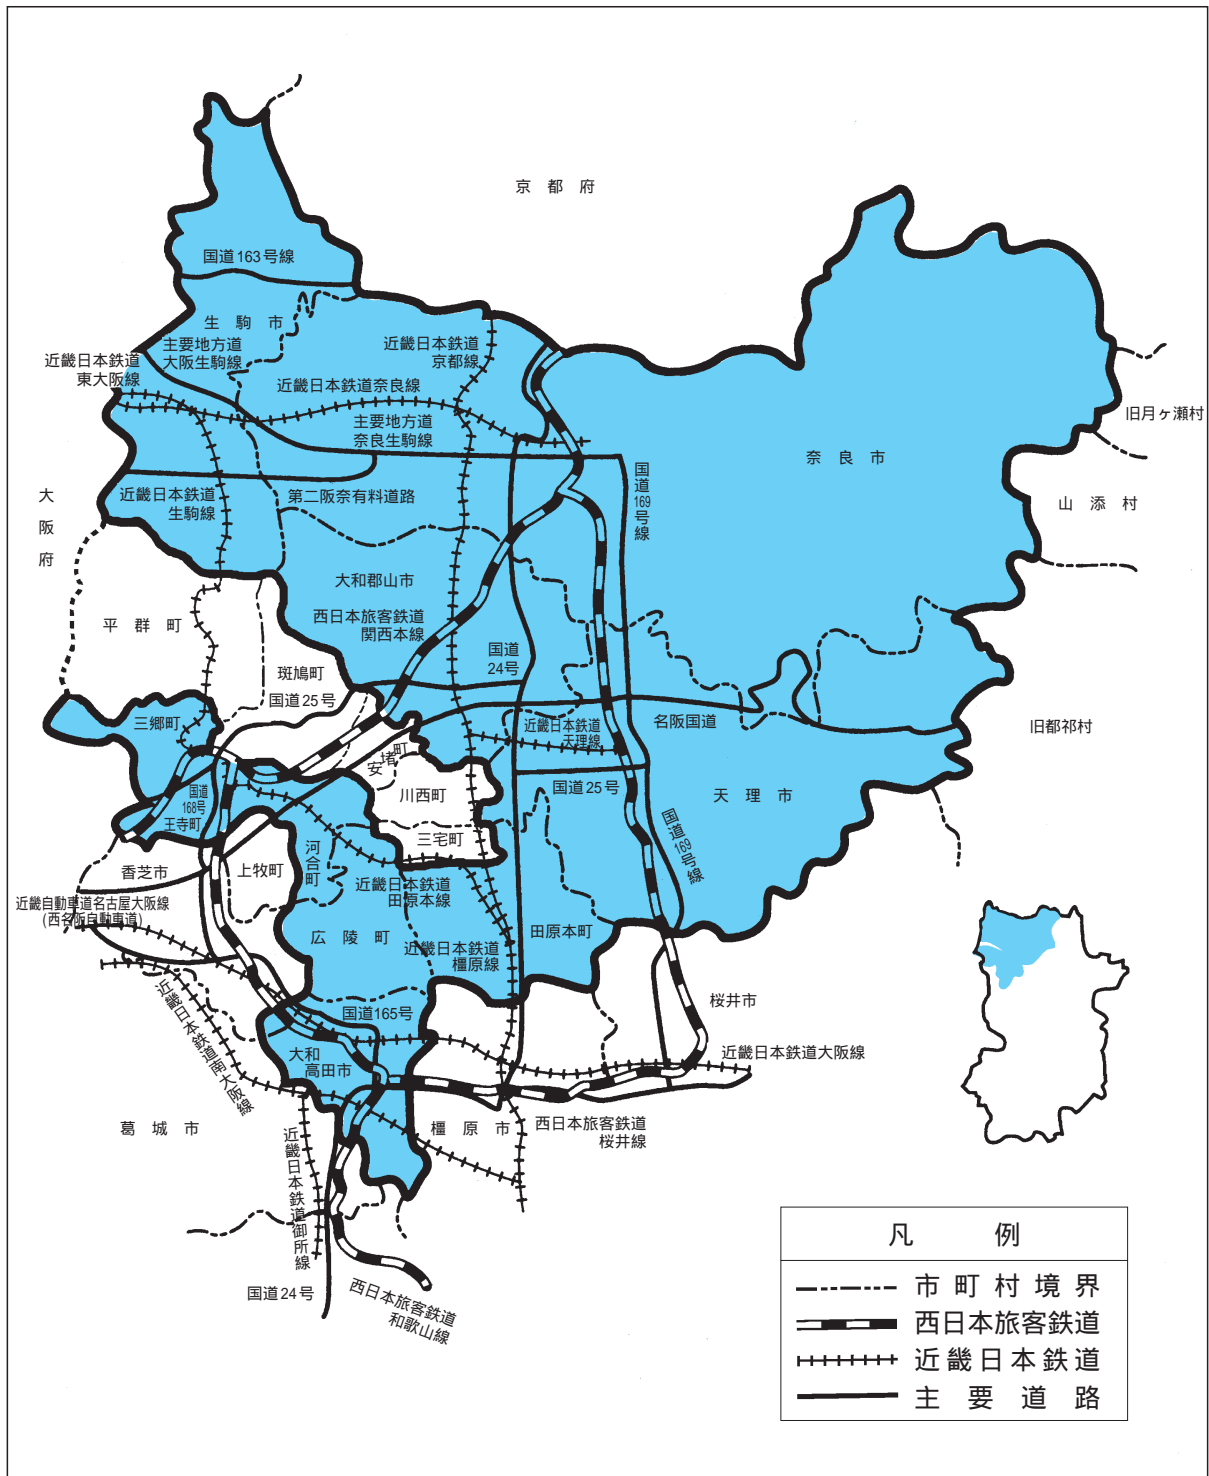 京都府
国道163号線
生駒市
主要地方道
大阪生駒線
近畿日本鉄道
京都線
近畿日本鉄道
東大阪線
近畿日本鉄道奈良線
主要地方道
奈良生駒線
旧月ヶ瀬村
奈良市
国道169号線
大阪府
近畿日本鉄道
生駒線
第二阪奈有料道路
山添村
大和郡山市
西日本旅客鉄道
関西本線
平群町
斑鳩町
国道
24号
国道25号
三郷町
近畿日本鉄道
天理線
名阪国道
旧都祁村
安堵町
国道25号
天理市
国道
168号
王寺町
川西町
三宅町
国道169号線
河合町
香芝市
上牧町
近畿日本鉄道
田原本線
近畿自動車道名古屋大阪線
(西名阪自動車道)
広陵町
近畿日本鉄道
橿原線
田原本町
近畿日本鉄道南大阪線
国道165号
桜井市
大和
高田市
近畿日本鉄道大阪線
葛城市
橿原市
西日本旅客鉄道
桜井線
近畿日本鉄道御所線
国道24号
西日本旅客鉄道
和歌山線
凡例
市町村境界
西日本旅客鉄道
近畿日本鉄道
主要道路